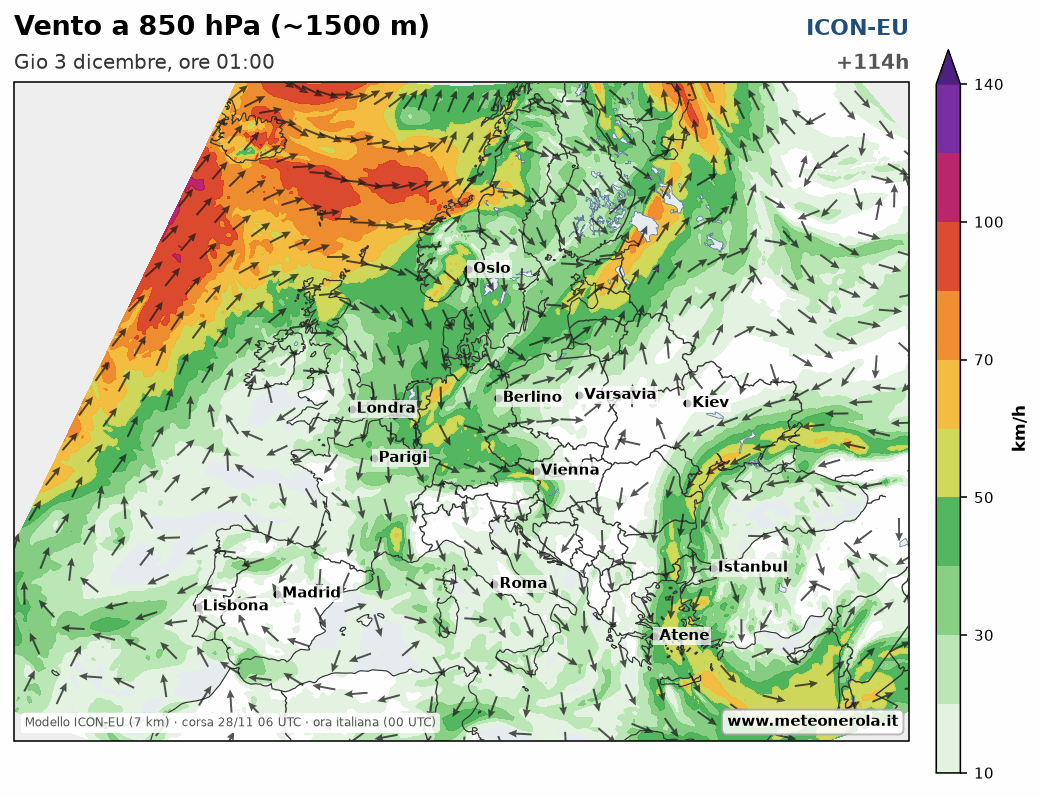 Vento a 850 hPa (~1500 m)
ICON-EU
Gio 3 dicembre, ore 01:00
+114h
140
100
70
50
30
10
km/h
Oslo
Londra
Berlino
Varsavia
Kiev
Parigi
Vienna
Istanbul
Roma
Madrid
Lisbona
Atene
Modello ICON-EU (7 km) · corsa 28/11 06 UTC · ora italiana (00 UTC)
www.meteonerola.it